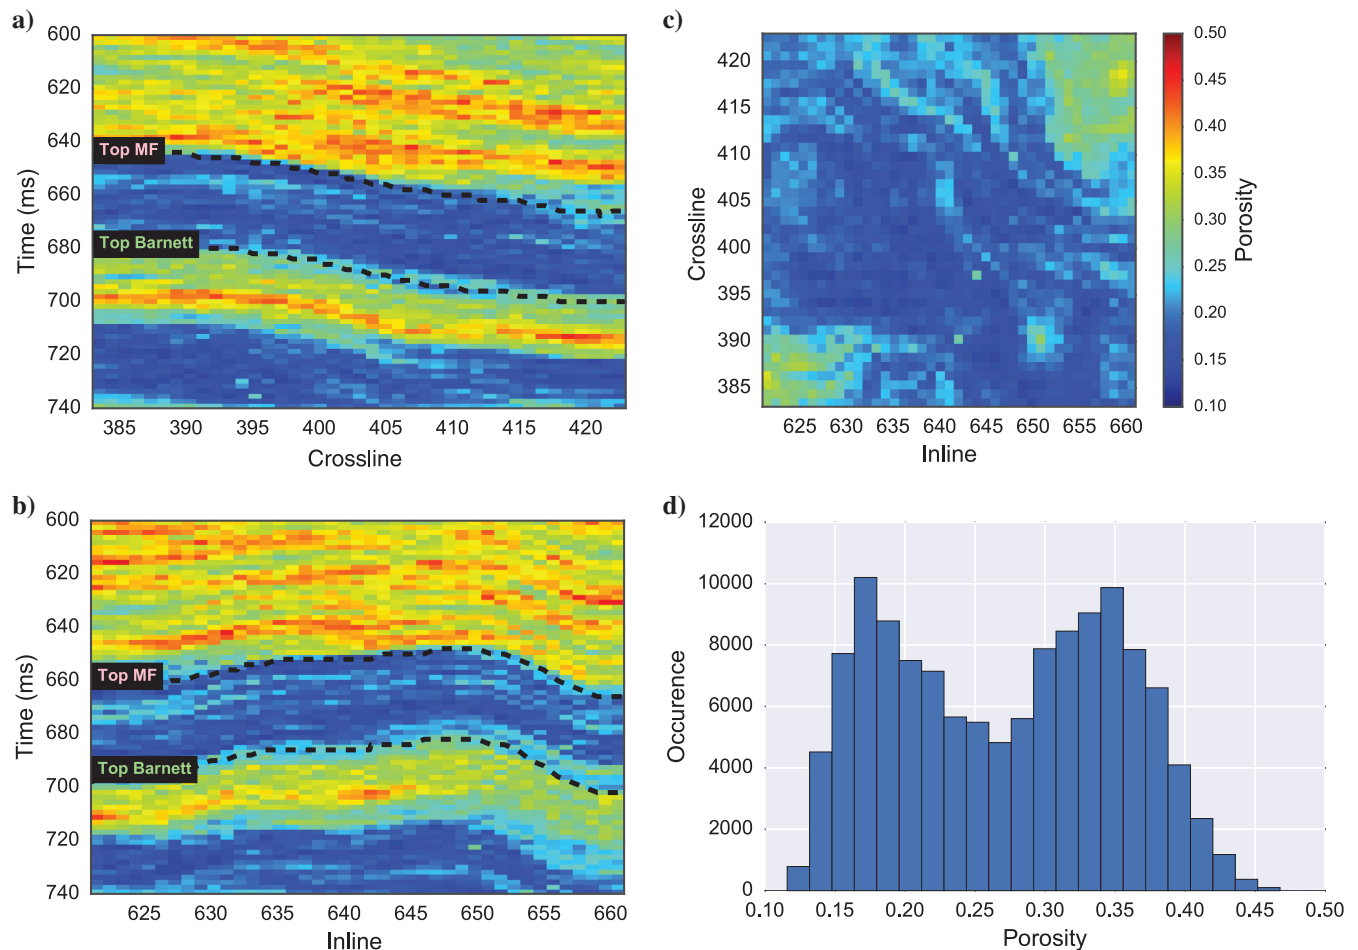 a)
600
620
640
660
680
700
720
740
Time (ms)
Top MF
Top Barnett
385 390 395 400 405 410 415 420
Crossline
c)
420
415
410
405
400
395
390
385
Crossline
625 630 635 640 645 650 655 660
Inline
0.50
0.45
0.40
0.35
0.30
0.25
0.20
0.15
0.10
Porosity
b)
600
620
640
660
680
700
720
740
Time (ms)
Top MF
Top Barnett
625 630 635 640 645 650 655 660
Inline
d)
12000
10000
8000
6000
4000
2000
0
Occurence
0.10 0.15 0.20 0.25 0.30 0.35 0.40 0.45 0.50
Porosity